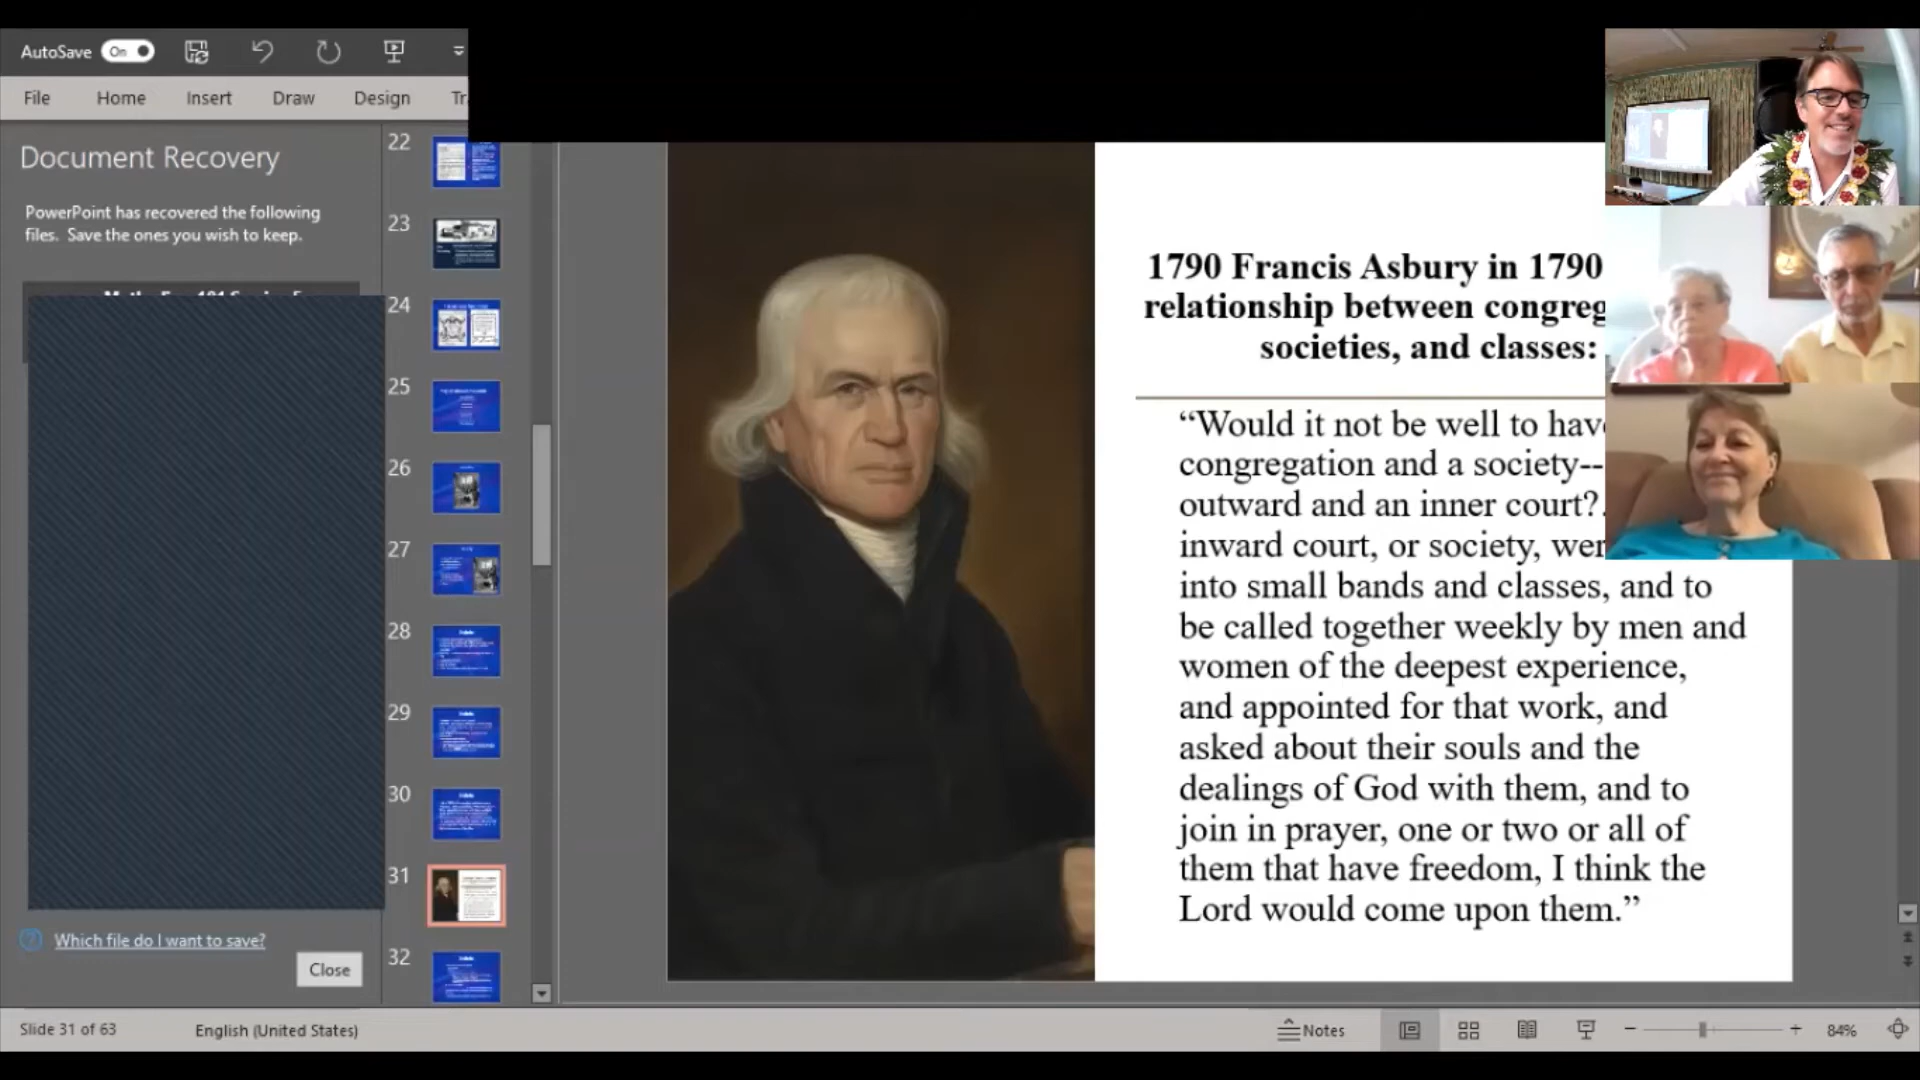 AutoSave On
File Home Insert Draw Design
Document Recovery
PowerPoint has recovered the following
files. Save the ones you wish to keep.
Which file do I want to save?
Close
22
23
24
25
26
27
28
29
30
31
32
1790 Francis Asbury in 1790
relationship between congreg
societies, and classes:
“Would it not be well to have
congregation and a society--
outward and an inner court?.
inward court, or society, wer
into small bands and classes, and to
be called together weekly by men and
women of the deepest experience,
and appointed for that work, and
asked about their souls and the
dealings of God with them, and to
join in prayer, one or two or all of
them that have freedom, I think the
Lord would come upon them.”
Slide 31 of 63 English (United States) Notes 84%